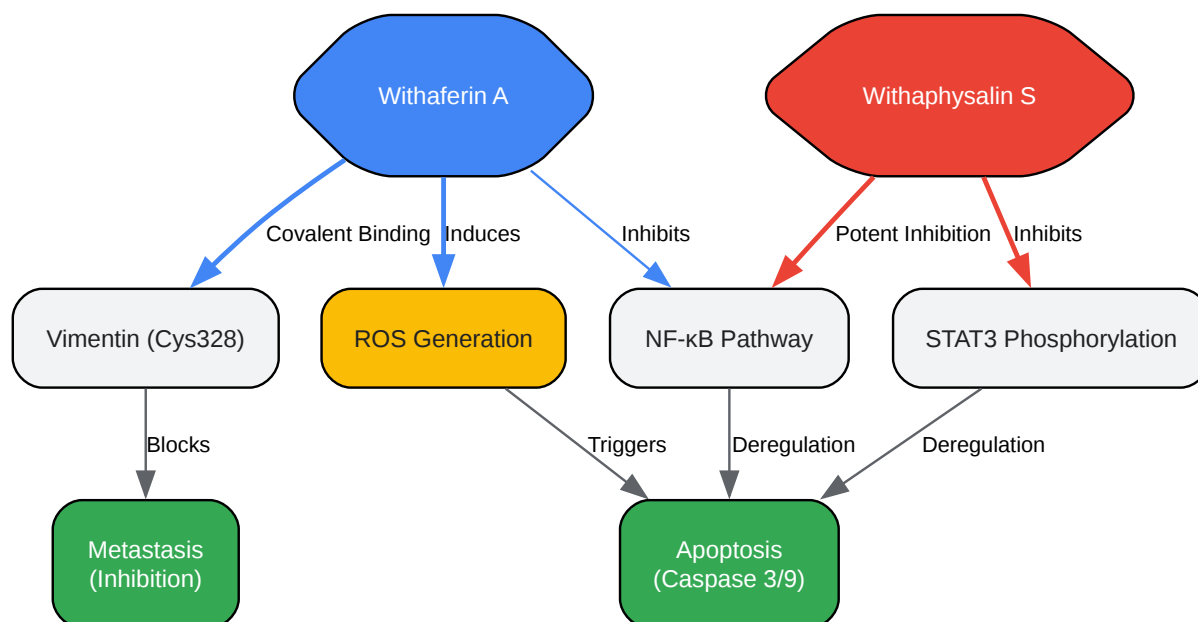 Withaferin A
Withaphysalin S
Covalent Binding
Induces
Inhibits
Potent Inhibition
Inhibits
Vimentin (Cys328)
ROS Generation
NF-κB Pathway
STAT3 Phosphorylation
Blocks
Triggers
Deregulation
Deregulation
Metastasis
(Inhibition)
Apoptosis
(Caspase 3/9)